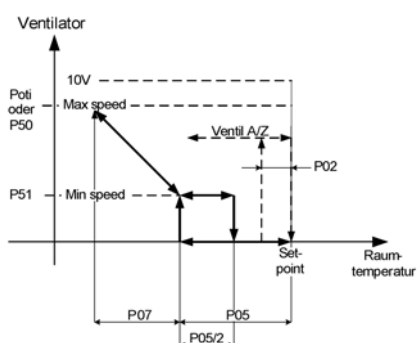 Ventilator
10V
Poti
oder
P50
Max speed
Ventil A/Z
P02
P51
Min speed
Set-
point
Raum-
temperatur
P07
P05
P05/2